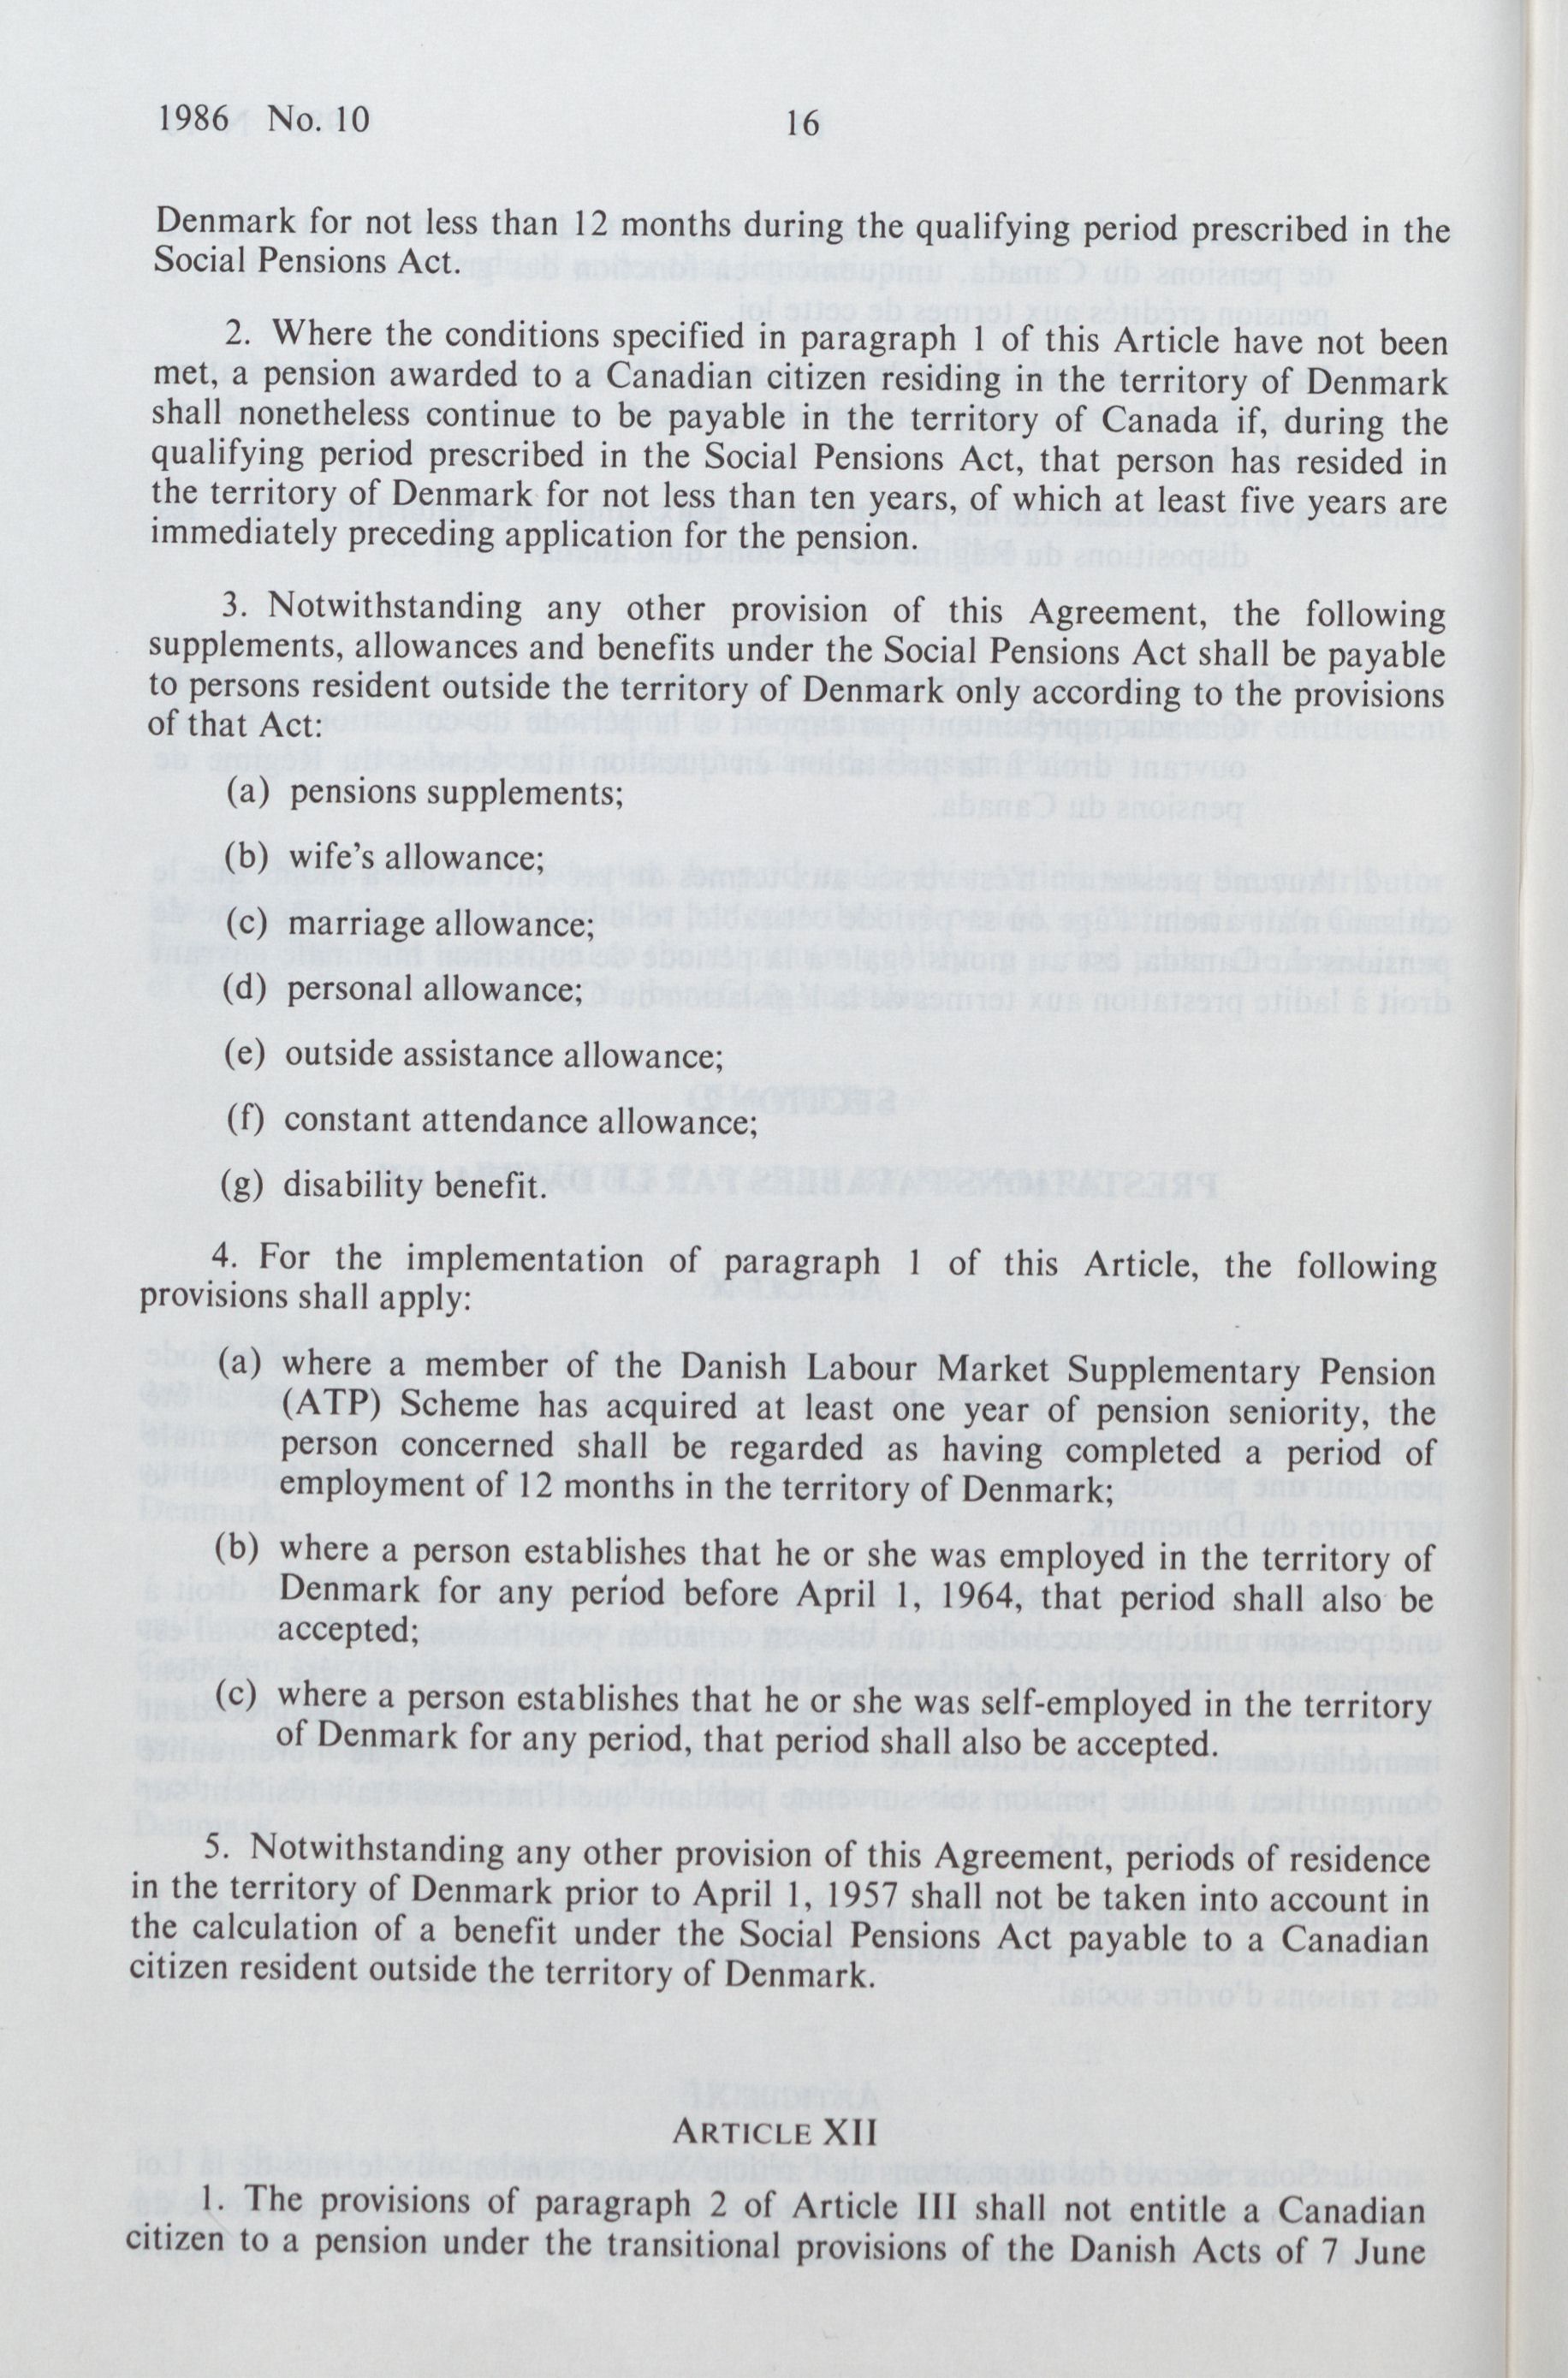 1986 No. 10
16
Denmark for not less than 12 months during the qualifying period prescribed in the
Social Pensions Act.
2. Where the conditions specified in paragraph 1 of this Article have not been
met, a pension awarded to a Canadian citizen residing in the territory of Denmark
shall nonetheless continue to be payable in the territory of Canada if, during the
qualifying period prescribed in the Social Pensions Act, that person has resided in
the territory of Denmark for not less than ten years, of which at least five years are
immediately preceding application for the pension.
3. Notwithstanding any other provision of this Agreement, the following
supplements, allowances and benefits under the Social Pensions Act shall be payable
to persons resident outside the territory of Denmark only according to the provisions
of that Act:
(a) pensions supplements;
(b) wife's allowance;
(c) marriage allowance;
(d) personal allowance;
(e) outside assistance allowance;
(f) constant attendance allowance;
(g) disability benefit.
4. For the implementation of paragraph 1 of this Article, the following
provisions shall apply:
(a) where a member of the Danish Labour Market Supplementary Pension
(ATP) Scheme has acquired at least one year of pension seniority, the
person concerned shall be regarded as having completed a period of
employment of 12 months in the territory of Denmark;
(b) where a person establishes that he or she was employed in the territory of
Denmark for any period before April 1, 1964, that period shall also be
accepted;
(c) where a person establishes that he or she was self-employed in the territory
of Denmark for any period, that period shall also be accepted.
5. Notwithstanding any other provision of this Agreement, periods of residence
in the territory of Denmark prior to April 1, 1957 shall not be taken into account in
the calculation of a benefit under the Social Pensions Act payable to a Canadian
citizen resident outside the territory of Denmark.
ARTICLE XII
1. The provisions of paragraph 2 of Article III shall not entitle a Canadian
citizen to a pension under the transitional provisions of the Danish Acts of 7 June